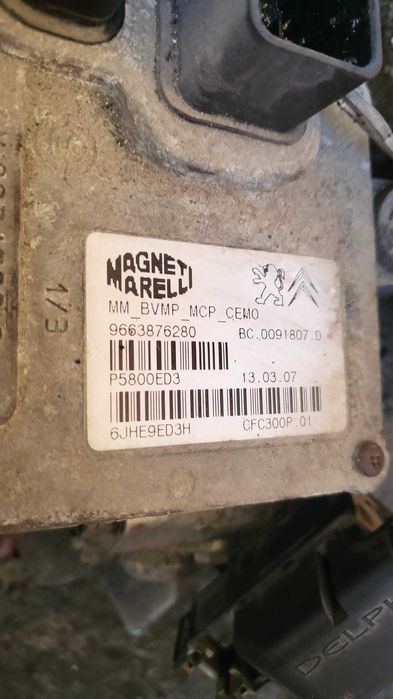 MAGNETI
MARELLI
MM_BVMP_MCP_CEMO
9663876280 BC.0091807.D
P5800ED3 13.03.07
6JHE9ED3H CFC300P.01
1/3
DELPHI